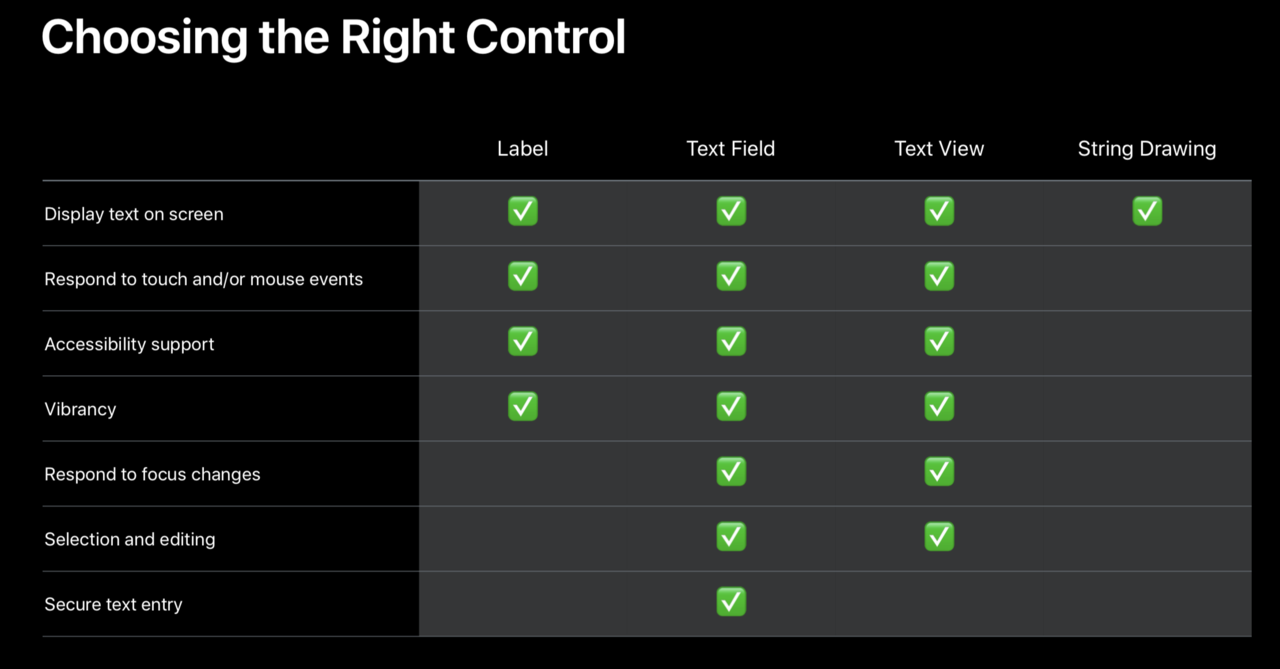 Choosing the Right Control
Label Text Field Text View String Drawing
Display text on screen ✅ ✅ ✅ ✅
Respond to touch and/or mouse events ✅ ✅ ✅
Accessibility support ✅ ✅ ✅
Vibrancy ✅ ✅ ✅
Respond to focus changes ✅ ✅
Selection and editing ✅ ✅
Secure text entry ✅